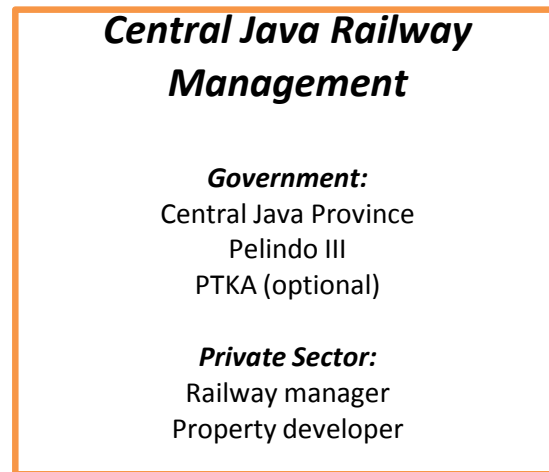 Central Java Railway
Management
Government:
Central Java Province
Pelindo III
PTKA (optional)
Private Sector:
Railway manager
Property developer